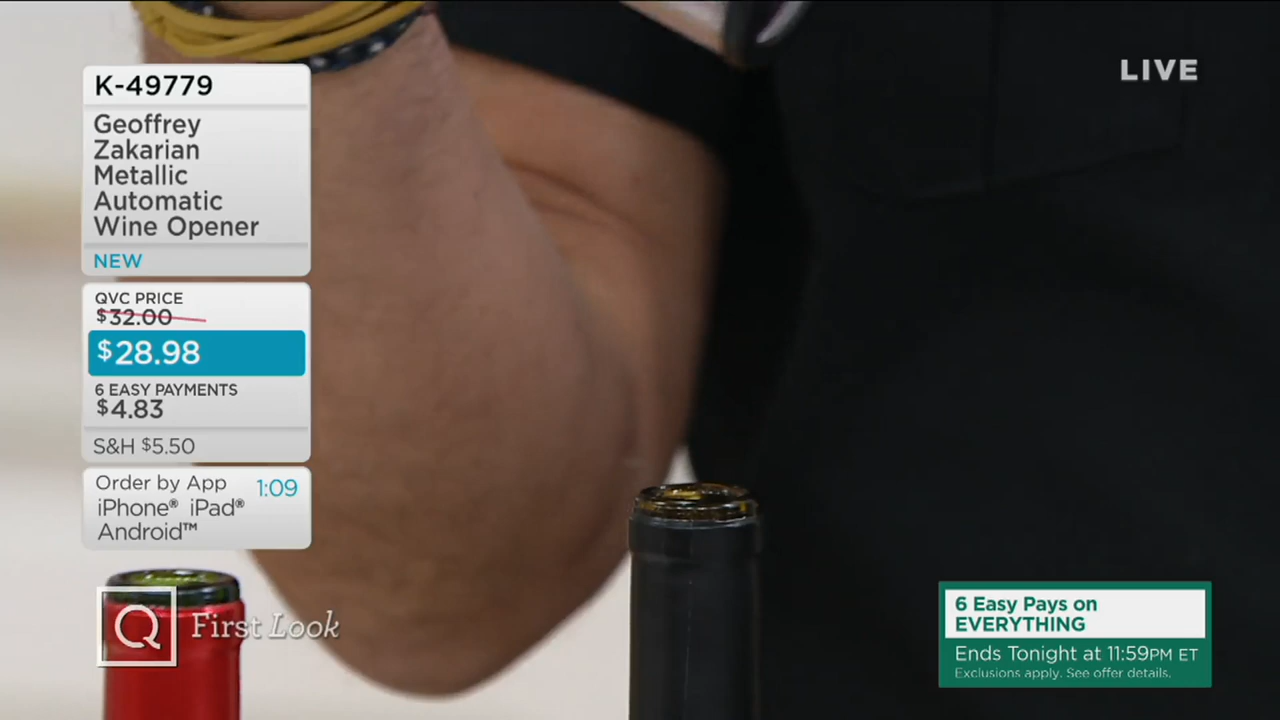 K-49779
Geoffrey
Zakarian
Metallic
Automatic
Wine Opener
NEW
QVC PRICE
$32.00
$28.98
6 EASY PAYMENTS
$4.83
S&H $5.50
Order by App 1:09
iPhone® iPad®
Android™
Q First Look
LIVE
6 Easy Pays on
EVERYTHING
Ends Tonight at 11:59PM ET
Exclusions apply. See offer details.